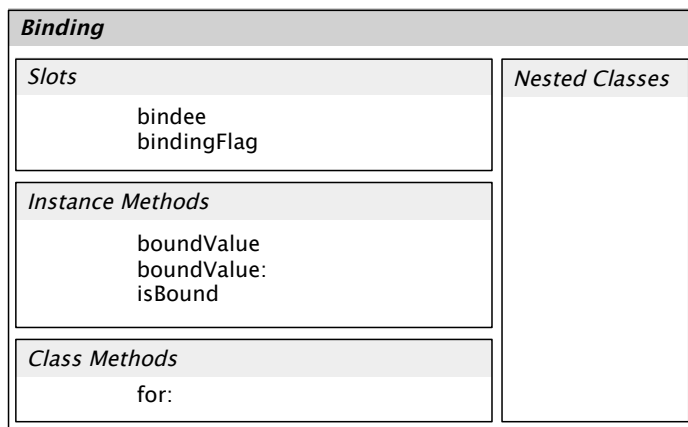 Binding
Slots
bindee
bindingFlag
Instance Methods
boundValue
boundValue:
isBound
Class Methods
for:
Nested Classes